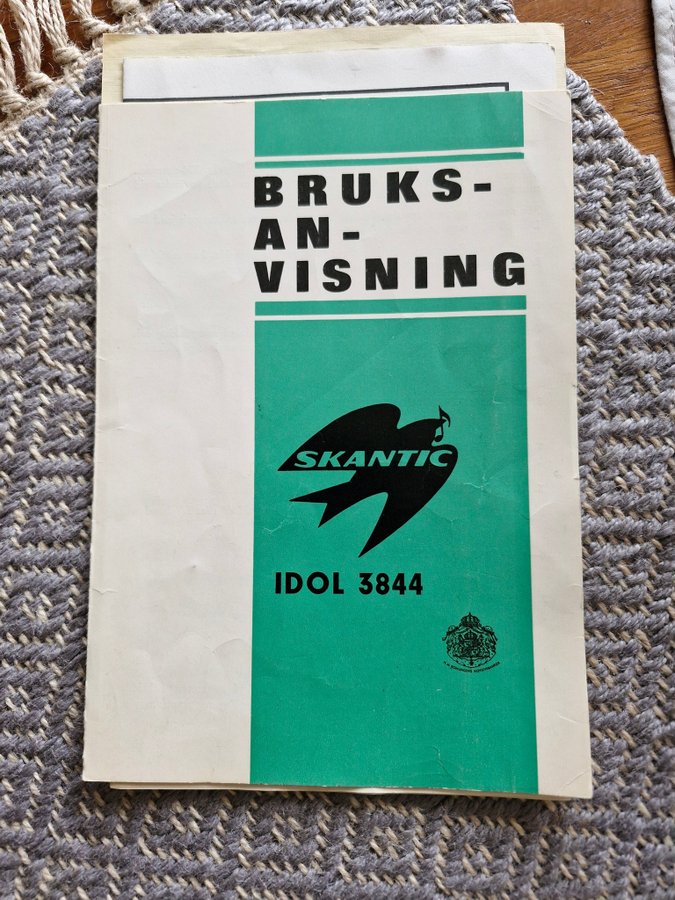 BRUKS-
AN-
VISNING
SKANTIC
IDOL 3844